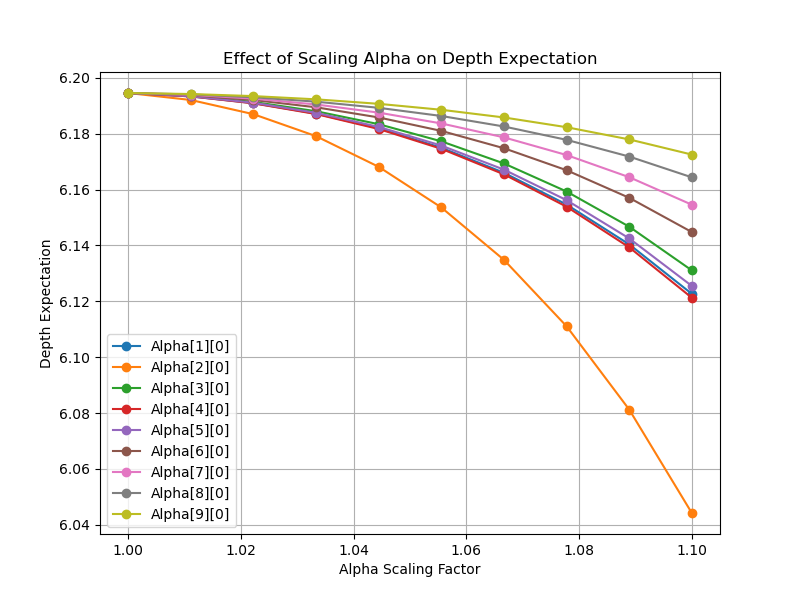 Effect of Scaling Alpha on Depth Expectation
Depth Expectation
6.20
6.18
6.16
6.14
6.12
6.10
6.08
6.06
6.04
Alpha[1][0]
Alpha[2][0]
Alpha[3][0]
Alpha[4][0]
Alpha[5][0]
Alpha[6][0]
Alpha[7][0]
Alpha[8][0]
Alpha[9][0]
1.00 1.02 1.04 1.06 1.08 1.10
Alpha Scaling Factor